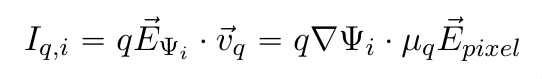 $I_{q,i} = q\vec{E}_{\Psi_i} \cdot \vec{v}_q = q\nabla\Psi_i \cdot \mu_q\vec{E}_{pixel}$